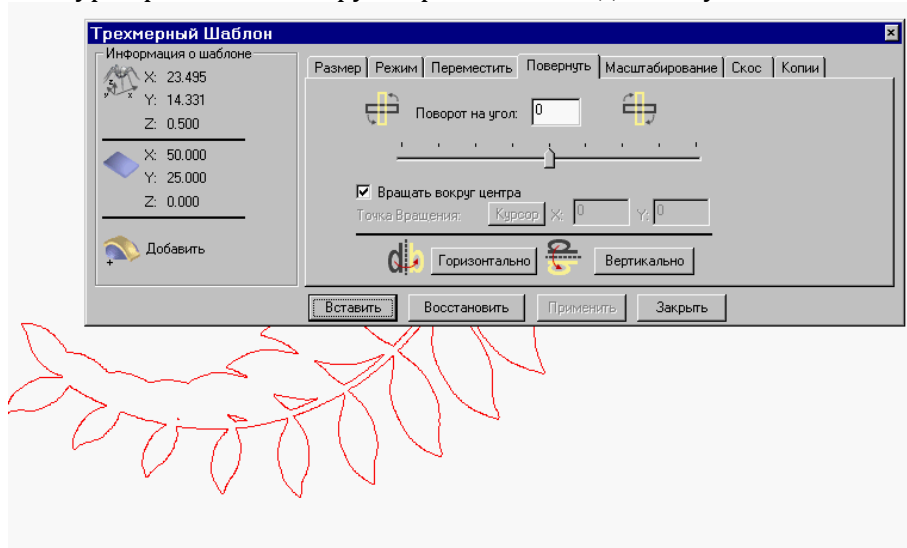 Трехмерный Шаблон
Информация о шаблоне
X: 23.495
Y: 14.331
Z: 0.500
X: 50.000
Y: 25.000
Z: 0.000
Добавить
Размер Режим Переместить Повернуть Масштабирование Скос Копии
Поворот на угол: 0
Вращать вокруг центра
Точка Вращения: Курсор X: 0 Y: 0
Горизонтально Вертикально
Вставить Восстановить Применить Закрыть